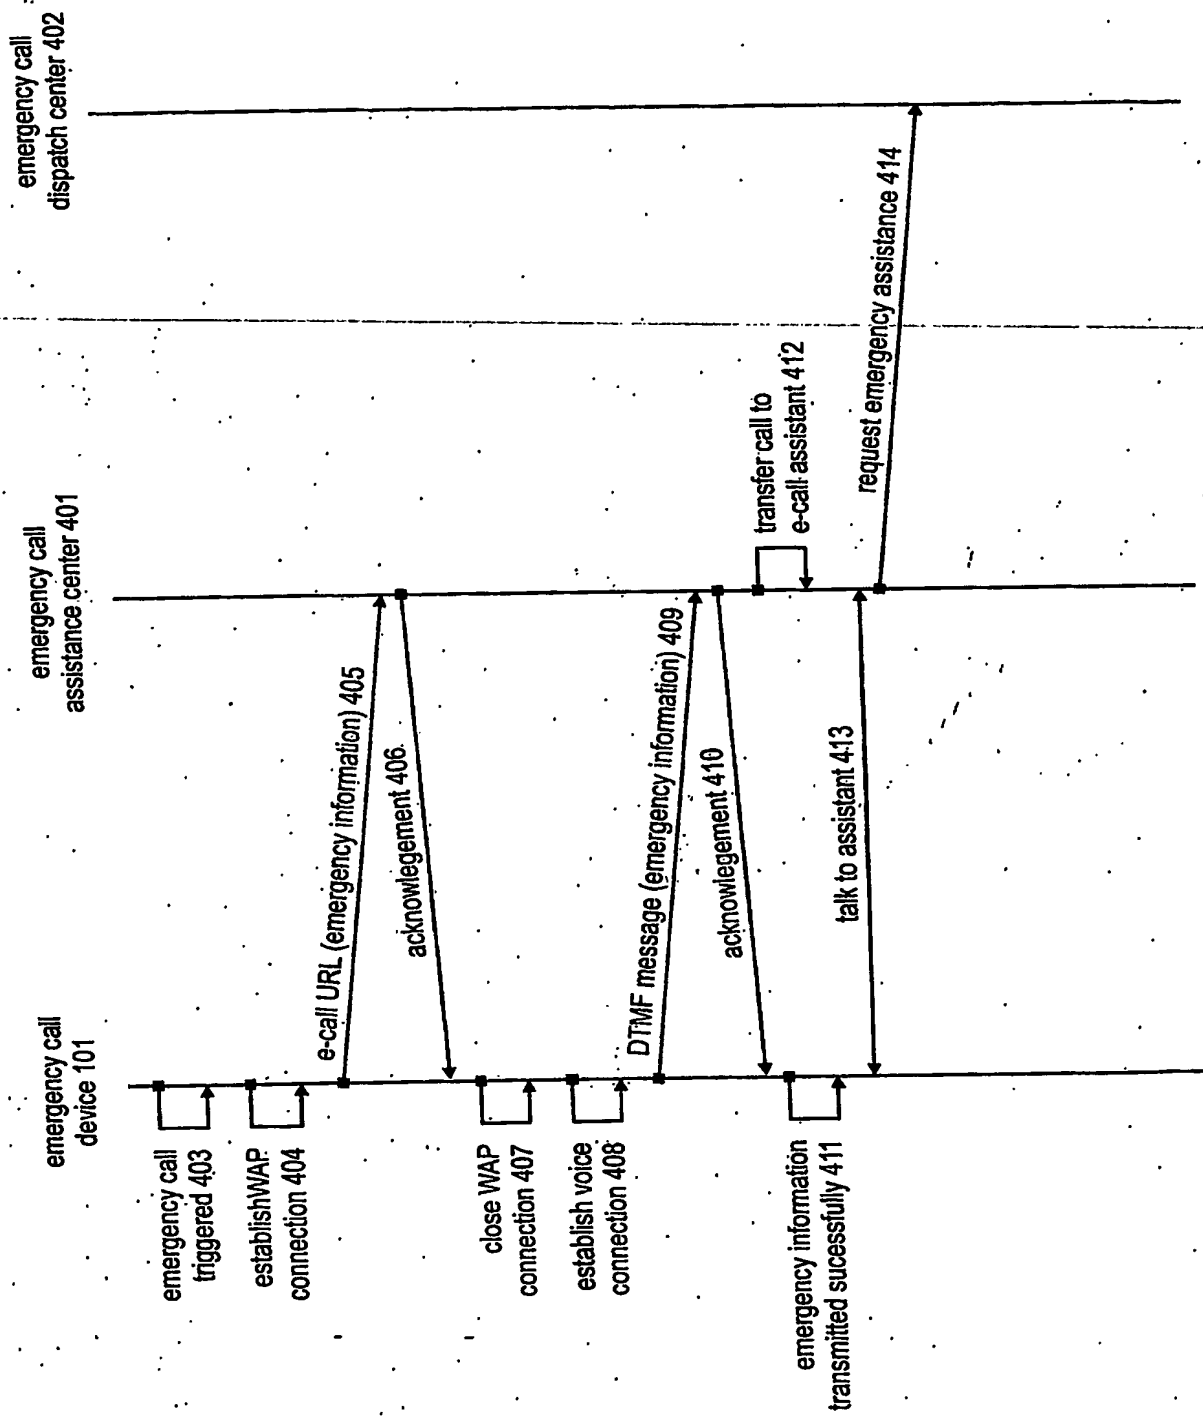 emergency call
device 101
emergency call
assistance center 401
emergency call
dispatch center 402
emergency call
triggered 403
establishWAP
connection 404
e-call URL (emergency information) 405
acknowlegement 406
close WAP
connection 407
establish voice
connection 408
DTMF message (emergency information) 409
acknowlegement 410
emergency information
transmitted sucessfully 411
transfer call to
e-call assistant 412
talk to assistant 413
request emergency assistance 414